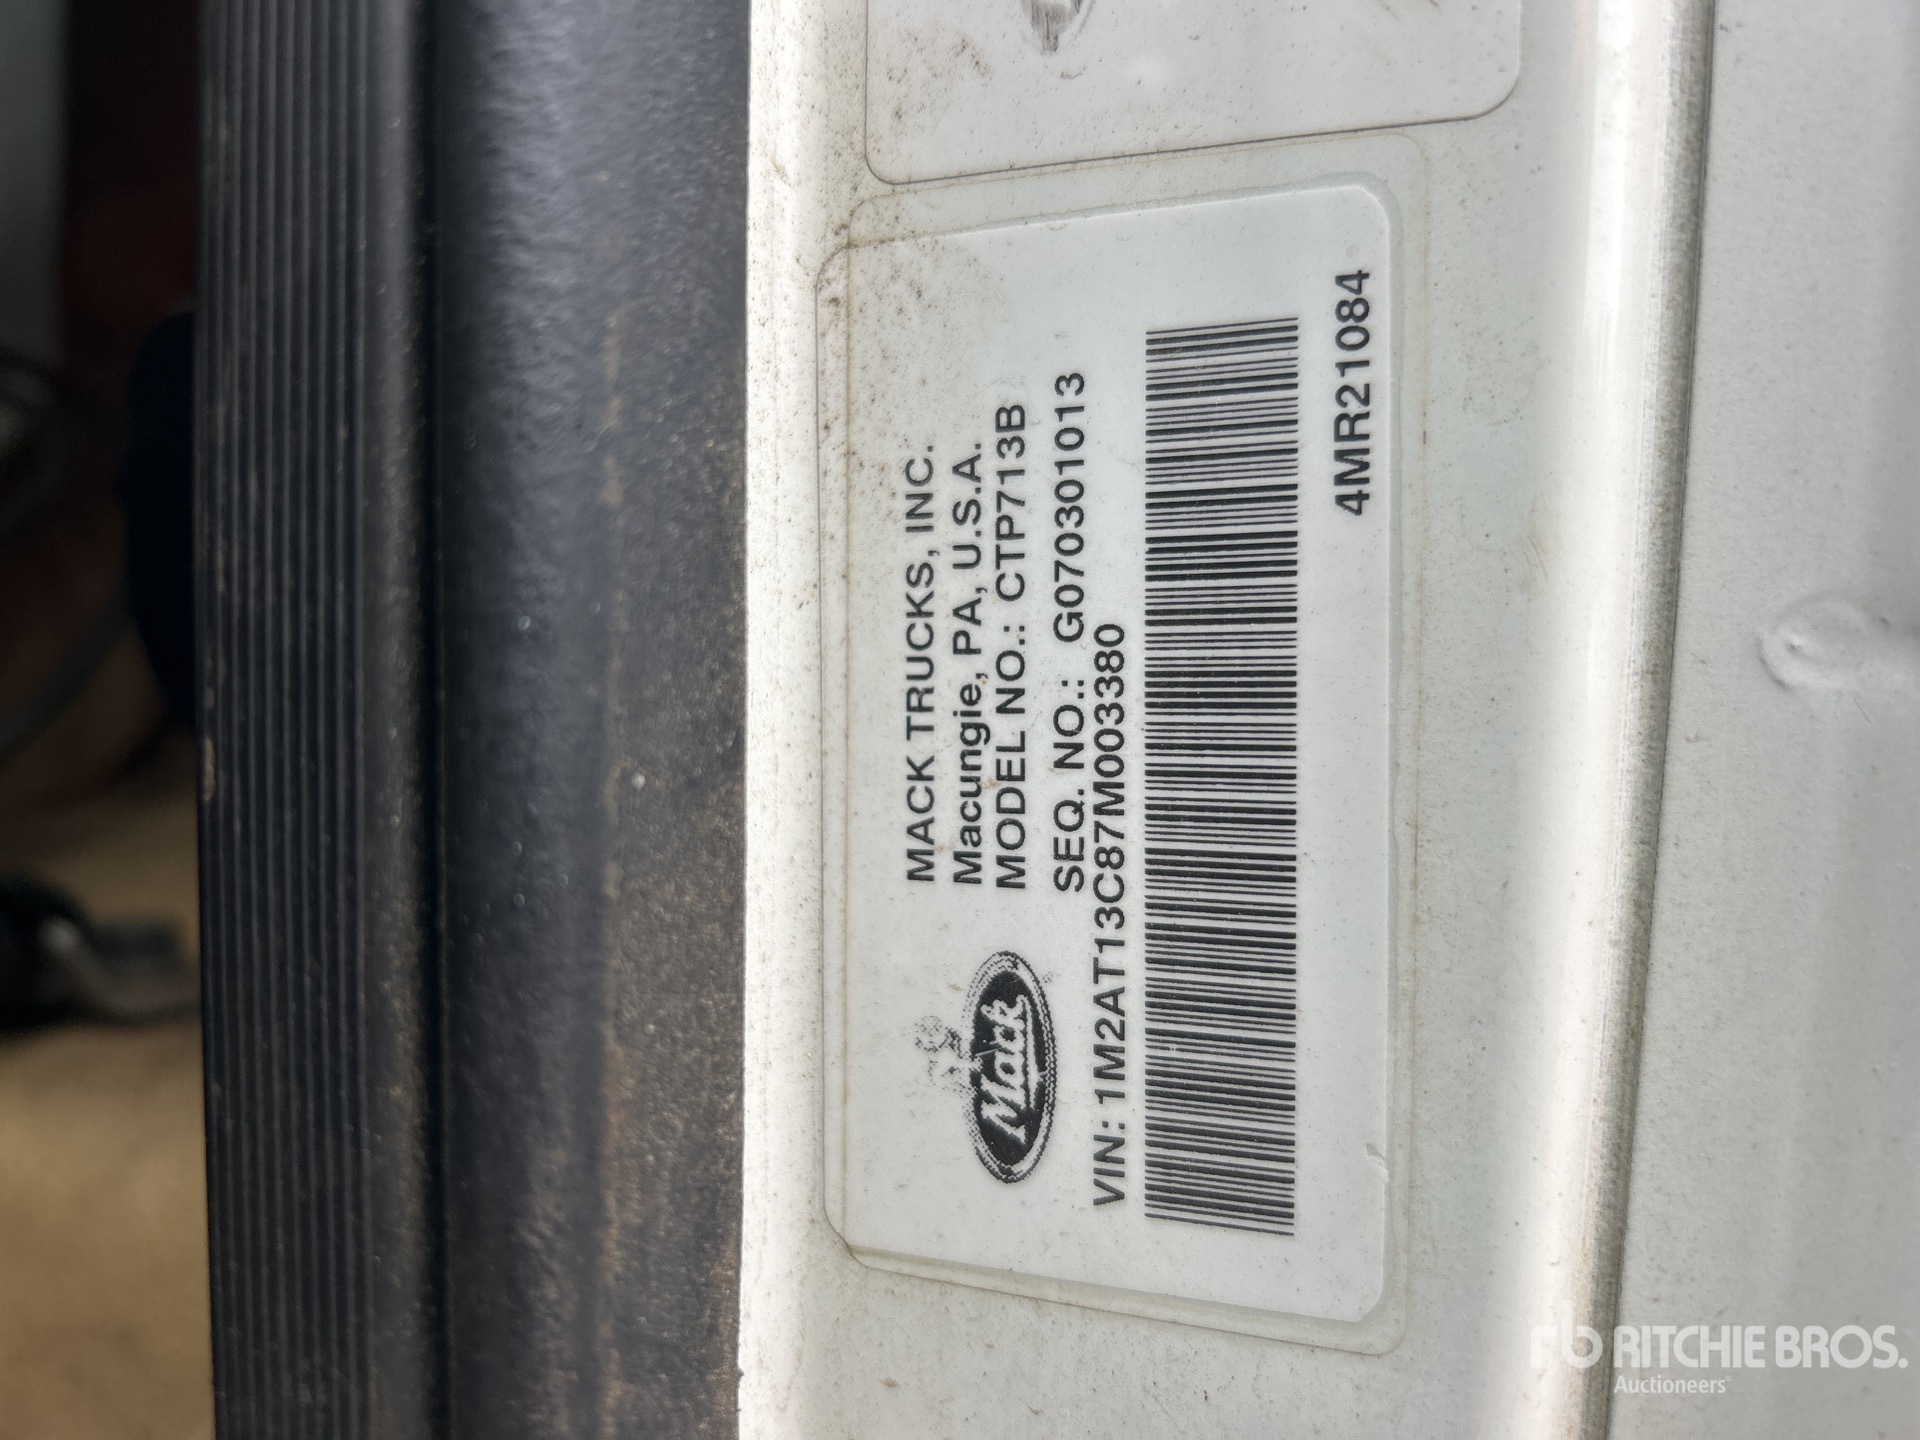 MACK TRUCKS, INC.
Macungie, PA, U.S.A.
MODEL NO.: CTP713B
SEQ. NO.: G070301013
Mack
VIN: 1M2AT13C87M003380
4MR21084
RITCHIE BROS.
Auctioneers